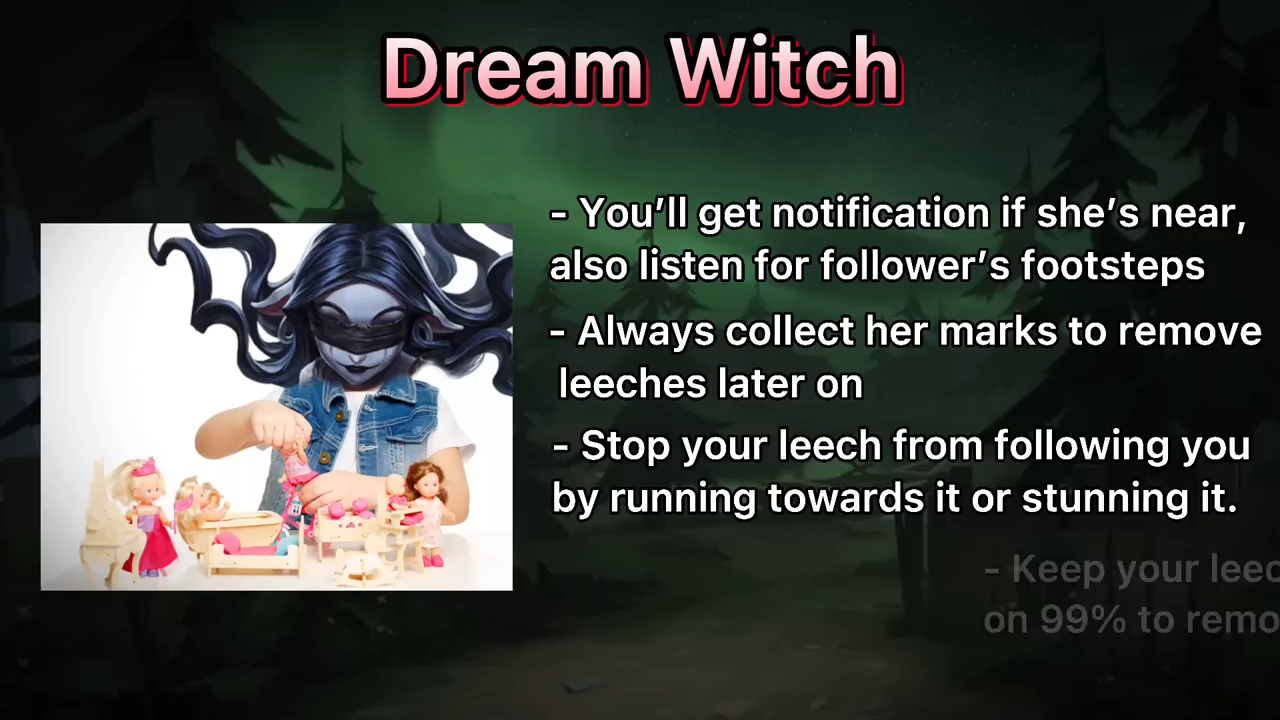 Dream Witch
- You'll get notification if she's near,
also listen for follower's footsteps
- Always collect her marks to remove
leeches later on
- Stop your leech from following you
by running towards it or stunning it.
- Keep your
on 99% to